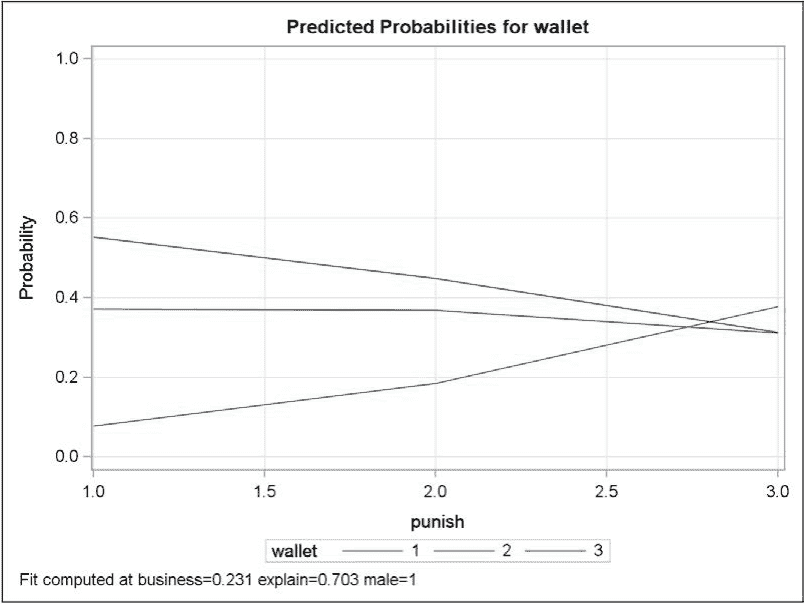 Predicted Probabilities for wallet
1.0
0.8
0.6
0.4
0.2
0.0
Probability
1.0 1.5 2.0 2.5 3.0
punish
wallet 1 2 3
Fit computed at business=0.231 explain=0.703 male=1